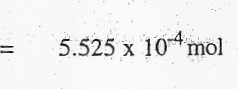 = 5.525 x 10⁻⁴ mol